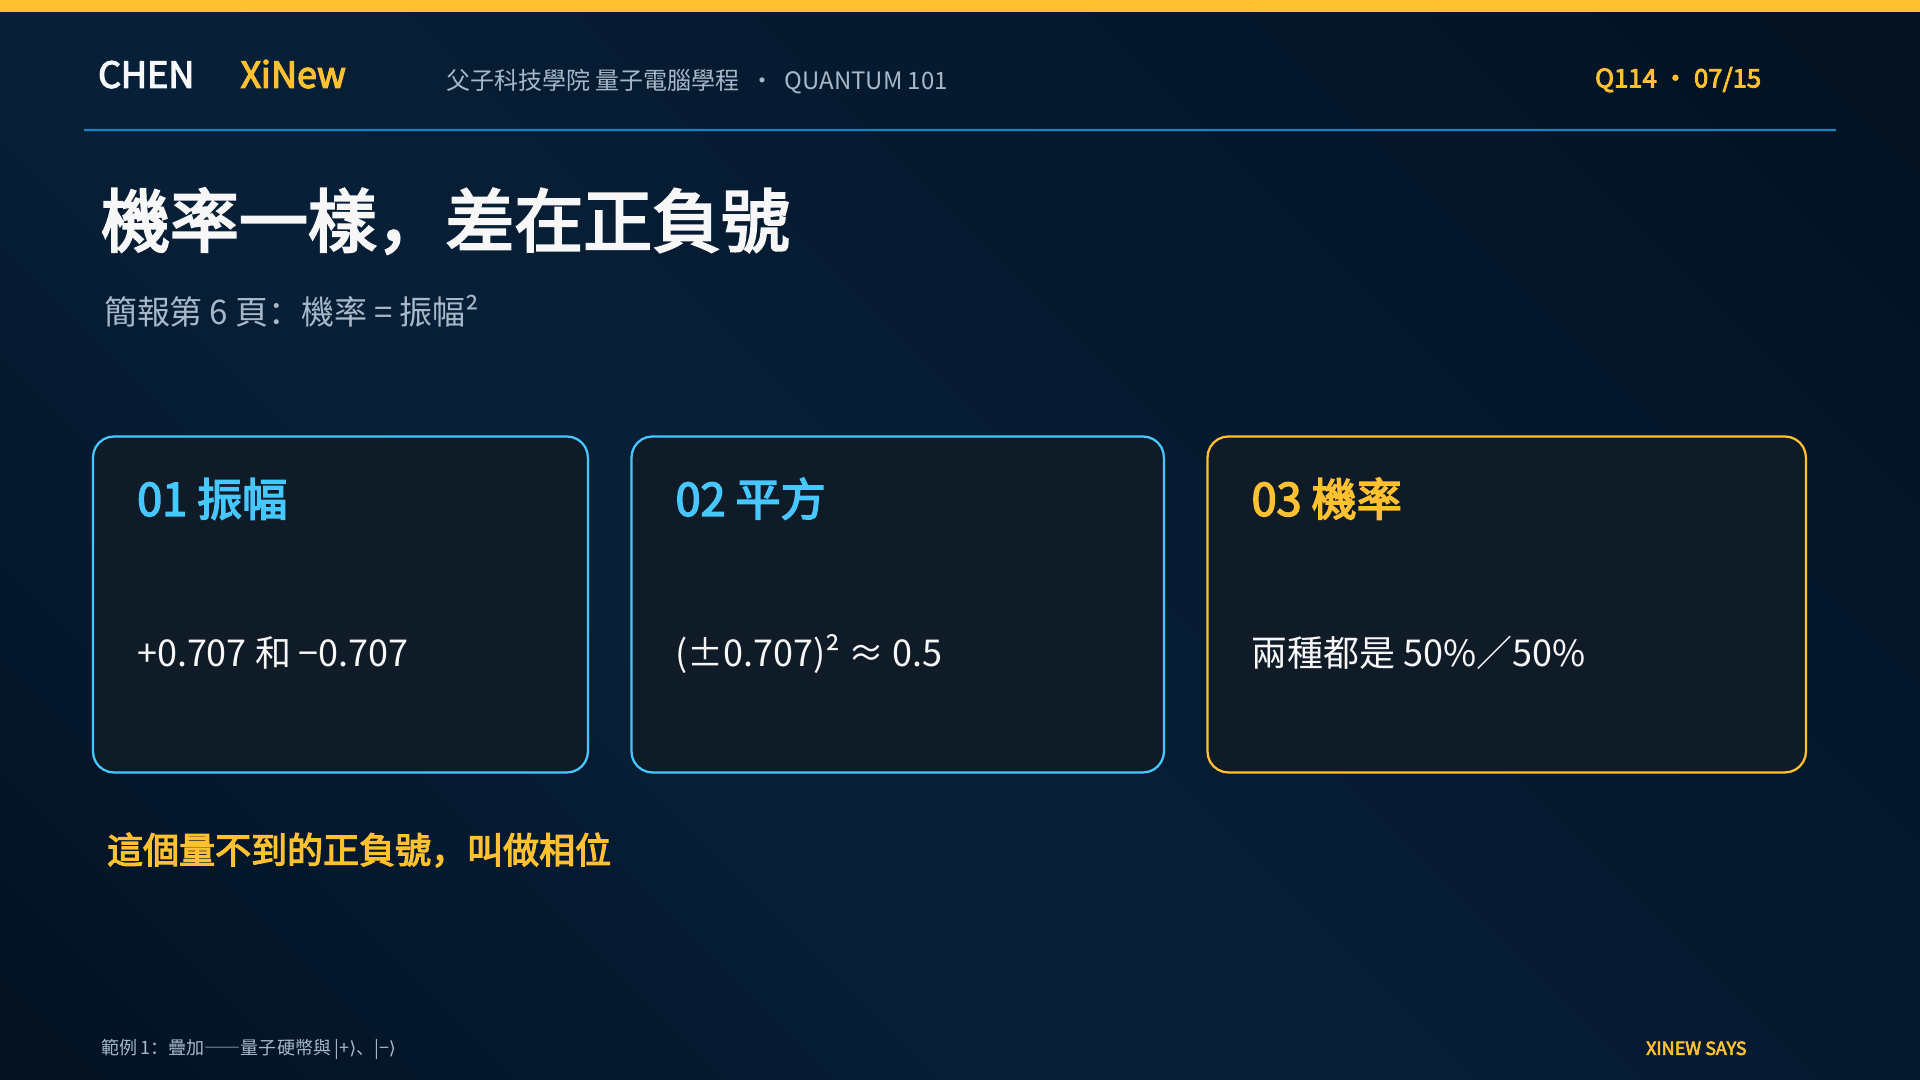 CHEN XiNew 父子科技學院 量子電腦學程 · QUANTUM 101 Q114 · 07/15
機率一樣，差在正負號
簡報第 6 頁：機率 = 振幅²
01 振幅
+0.707 和 −0.707
02 平方
(±0.707)² ≈ 0.5
03 機率
兩種都是 50%／50%
這個量不到的正負號，叫做相位
範例 1：疊加——量子硬幣與 |+⟩、|−⟩
XINEW SAYS